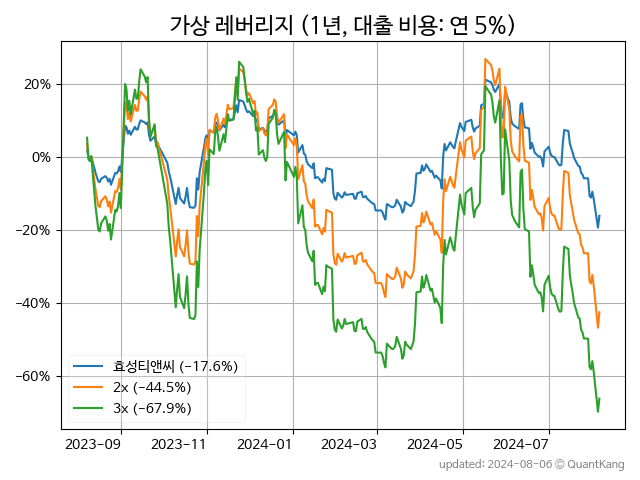 가상 레버리지 (1년, 대출 비용: 연 5%)
20%
0%
−20%
−40%
−60%
효성티앤씨 (−17.6%)
2x (−44.5%)
3x (−67.9%)
2023-09 2023-11 2024-01 2024-03 2024-05 2024-07
updated: 2024-08-06 © QuantKang